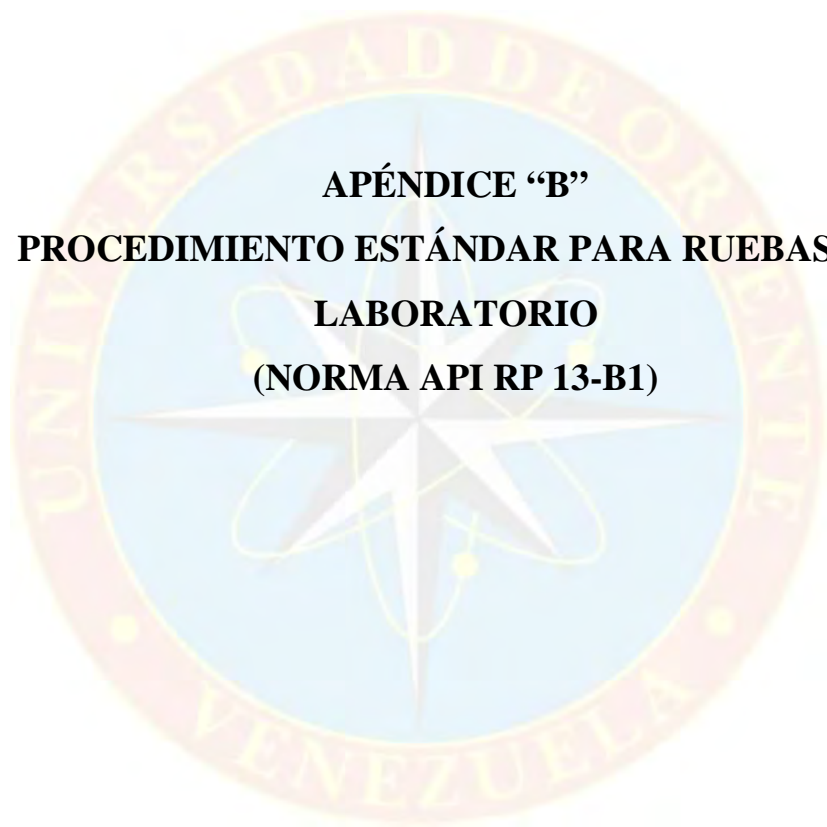 UNIVERSIDAD DE ORIENTE
APÉNDICE “B”
PROCEDIMIENTO ESTÁNDAR PARA RUEBAS
LABORATORIO
(NORMA API RP 13-B1)
VENEZUELA